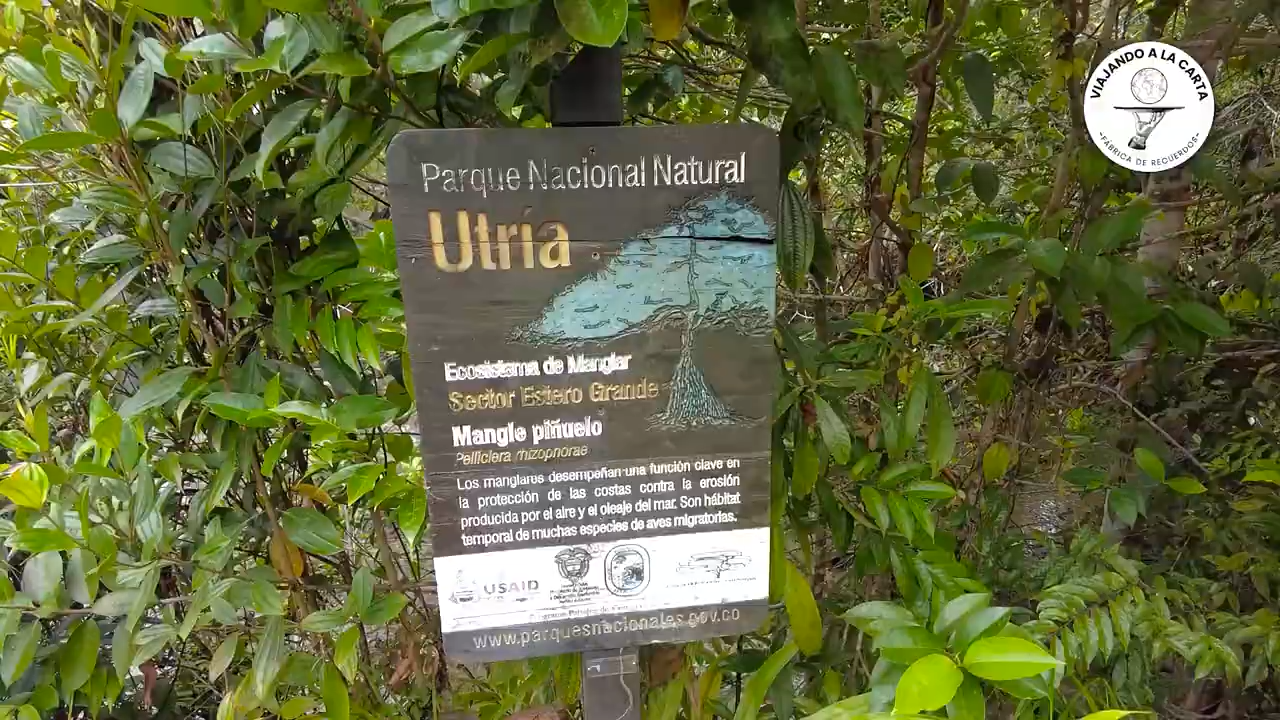 VIAJANDO A LA CARTA
-FÁBRICA DE RECUERDOS-
Parque Nacional Natural
Utría
Ecosistema de Manglar
Sector Estero Grande
Mangle piñuelo
Pelliciera rhizophorae
Los manglares desempeñan una función clave en
la protección de las costas contra la erosión
producida por el aire y el oleaje del mar. Son hábitat
temporal de muchas especies de aves migratorias.
USAID
www.parquesnacionales.gov.co